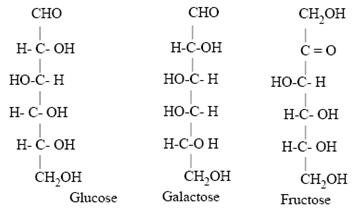 CHO CHO CH2OH
H- C- OH H-C-OH C = O
HO-C- H HO-C- H HO-C- H
H- C- OH HO-C- H H-C- OH
H- C- OH H-C-O H H-C- OH
CH2OH CH2OH CH2OH
Glucose Galactose Fructose